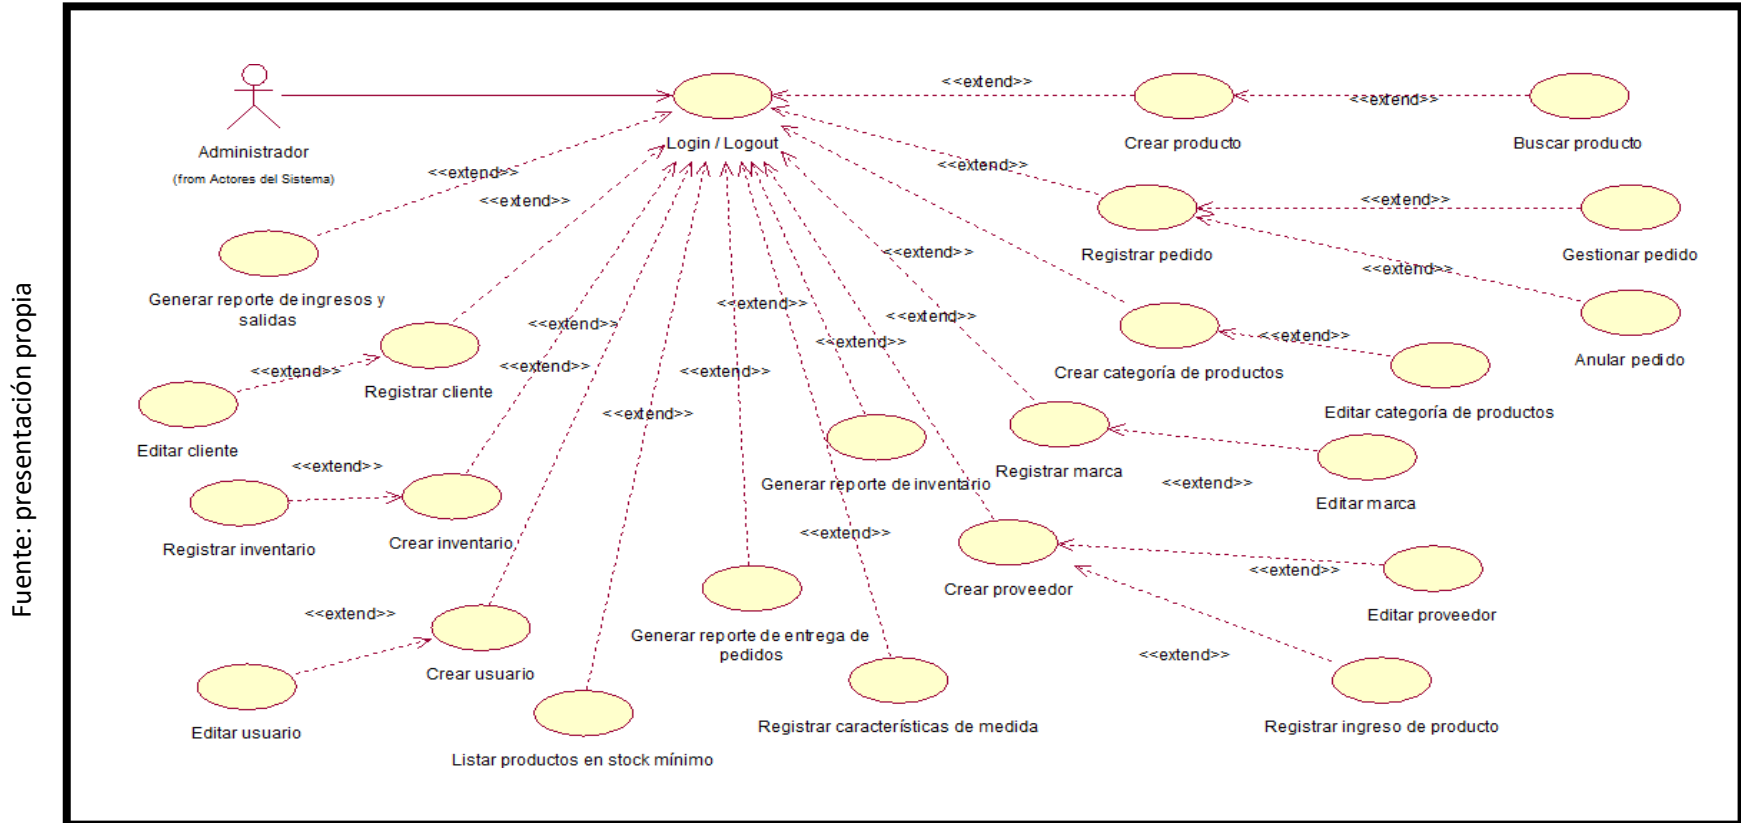 Fuente: presentación propia
<<extend>>
<<extend>>
Administrador
(from Actores del Sistema)
Login / Logout
Crear producto
Buscar producto
<<extend>>
<<extend>>
<<extend>>
<<extend>>
Registrar pedido
Gestionar pedido
<<extend>>
<<extend>>
Generar reporte de ingresos y
salidas
<<extend>>
<<extend>>
<<extend>>
<<extend>>
<<extend>>
Anular pedido
<<extend>>
<<extend>>
<<extend>>
Registrar cliente
Crear categoría de productos
Editar categoría de productos
<<extend>>
Editar cliente
<<extend>>
Generar reporte de inventario
Registrar marca
<<extend>>
Editar marca
Registrar inventario
Crear inventario
<<extend>>
Crear proveedor
<<extend>>
Editar proveedor
<<extend>>
Generar reporte de entrega de
pedidos
<<extend>>
Crear usuario
Editar usuario
Registrar características de medida
Registrar ingreso de producto
Listar productos en stock mínimo